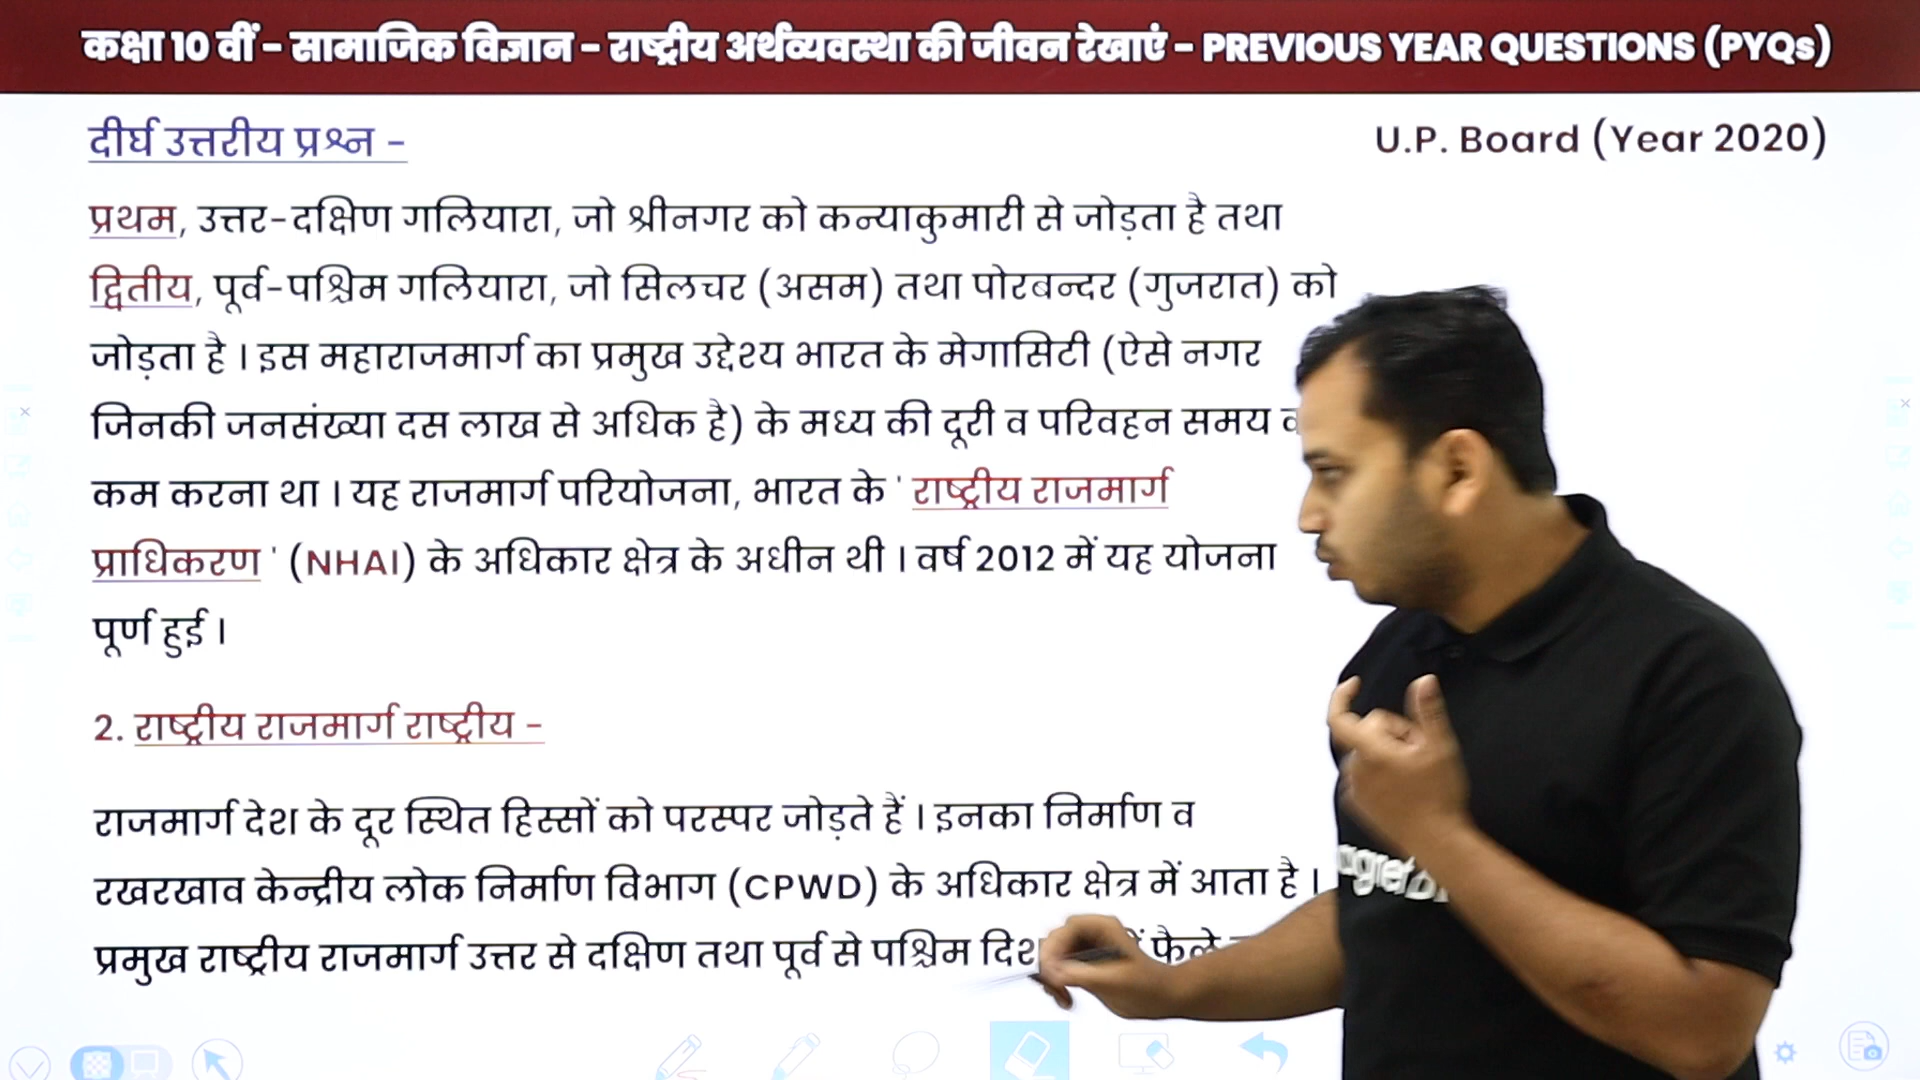 कक्षा 10 वीं - सामाजिक विज्ञान - राष्ट्रीय अर्थव्यवस्था की जीवन रेखाएं - PREVIOUS YEAR QUESTIONS (PYQs)
दीर्घ उत्तरीय प्रश्न -
U.P. Board (Year 2020)
प्रथम, उत्तर-दक्षिण गलियारा, जो श्रीनगर को कन्याकुमारी से जोड़ता है तथा
द्वितीय, पूर्व-पश्चिम गलियारा, जो सिलचर (असम) तथा पोरबन्दर (गुजरात) को
जोड़ता है । इस महाराजमार्ग का प्रमुख उद्देश्य भारत के मेगासिटी (ऐसे नगर
जिनकी जनसंख्या दस लाख से अधिक है) के मध्य की दूरी व परिवहन समय
कम करना था । यह राजमार्ग परियोजना, भारत के ' राष्ट्रीय राजमार्ग
प्राधिकरण ' (NHAI) के अधिकार क्षेत्र के अधीन थी । वर्ष 2012 में यह योजना
पूर्ण हुई ।
2. राष्ट्रीय राजमार्ग राष्ट्रीय -
राजमार्ग देश के दूर स्थित हिस्सों को परस्पर जोड़ते हैं । इनका निर्माण व
रखरखाव केन्द्रीय लोक निर्माण विभाग (CPWD) के अधिकार क्षेत्र में आता है ।
प्रमुख राष्ट्रीय राजमार्ग उत्तर से दक्षिण तथा पूर्व से पश्चिम